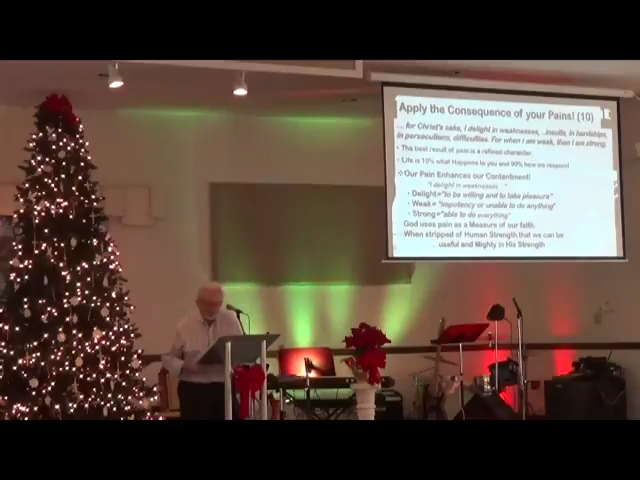 Apply the Consequence of your Pains! (10)
... for Christ's sake, I delight in weaknesses, ..insults, in hardships,
in persecutions, difficulties. For when I am weak, then I am strong.
• The best result of pain is a refined character.
• Life is 10% what Happens to you and 90% how we respond
❖Our Pain Enhances our Contentment!
"I delight in weaknesses..."
• Delight="to be willing and to take pleasure"
• Weak= "impotency or unable to do anything"
• Strong="able to do everything"
God uses pain as a Measure of our faith
When stripped of Human Strength that we can be
useful and Mighty in His Strength